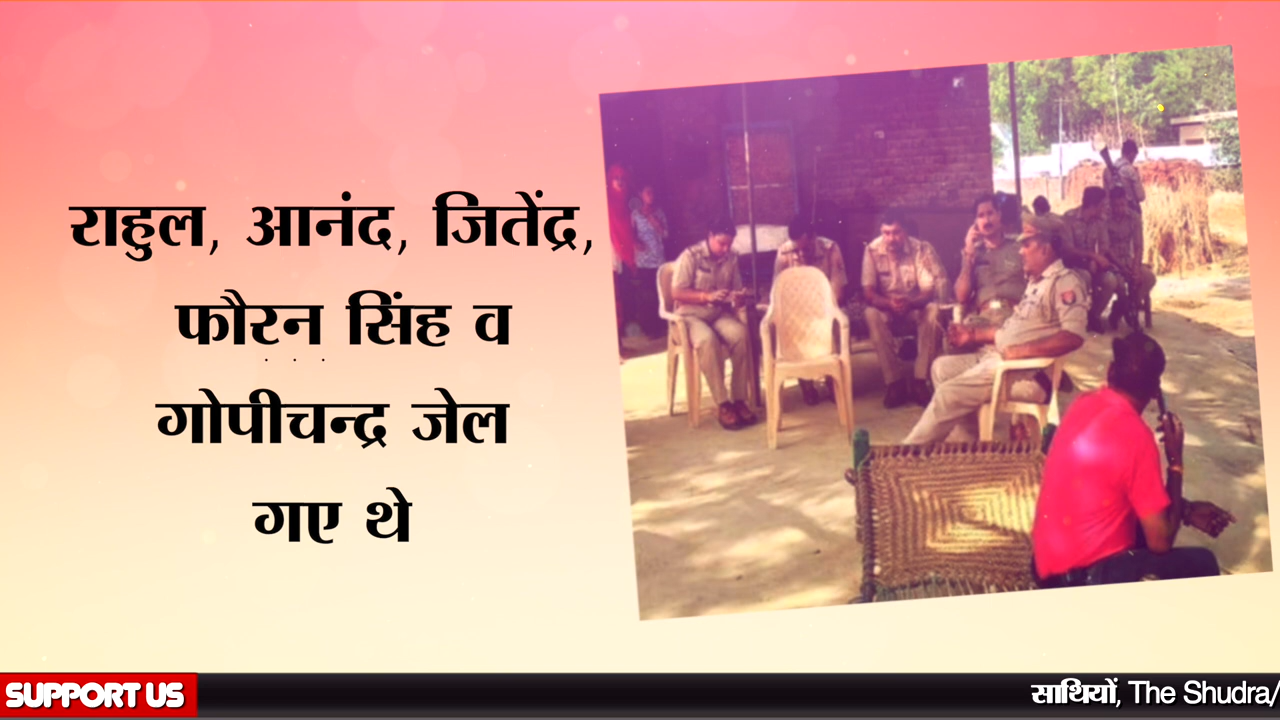 राहुल, आनंद, जितेंद्र,
फौरन सिंह व
गोपीचन्द्र जेल
गए थे
SUPPORT US
साथियों, The Shudra/